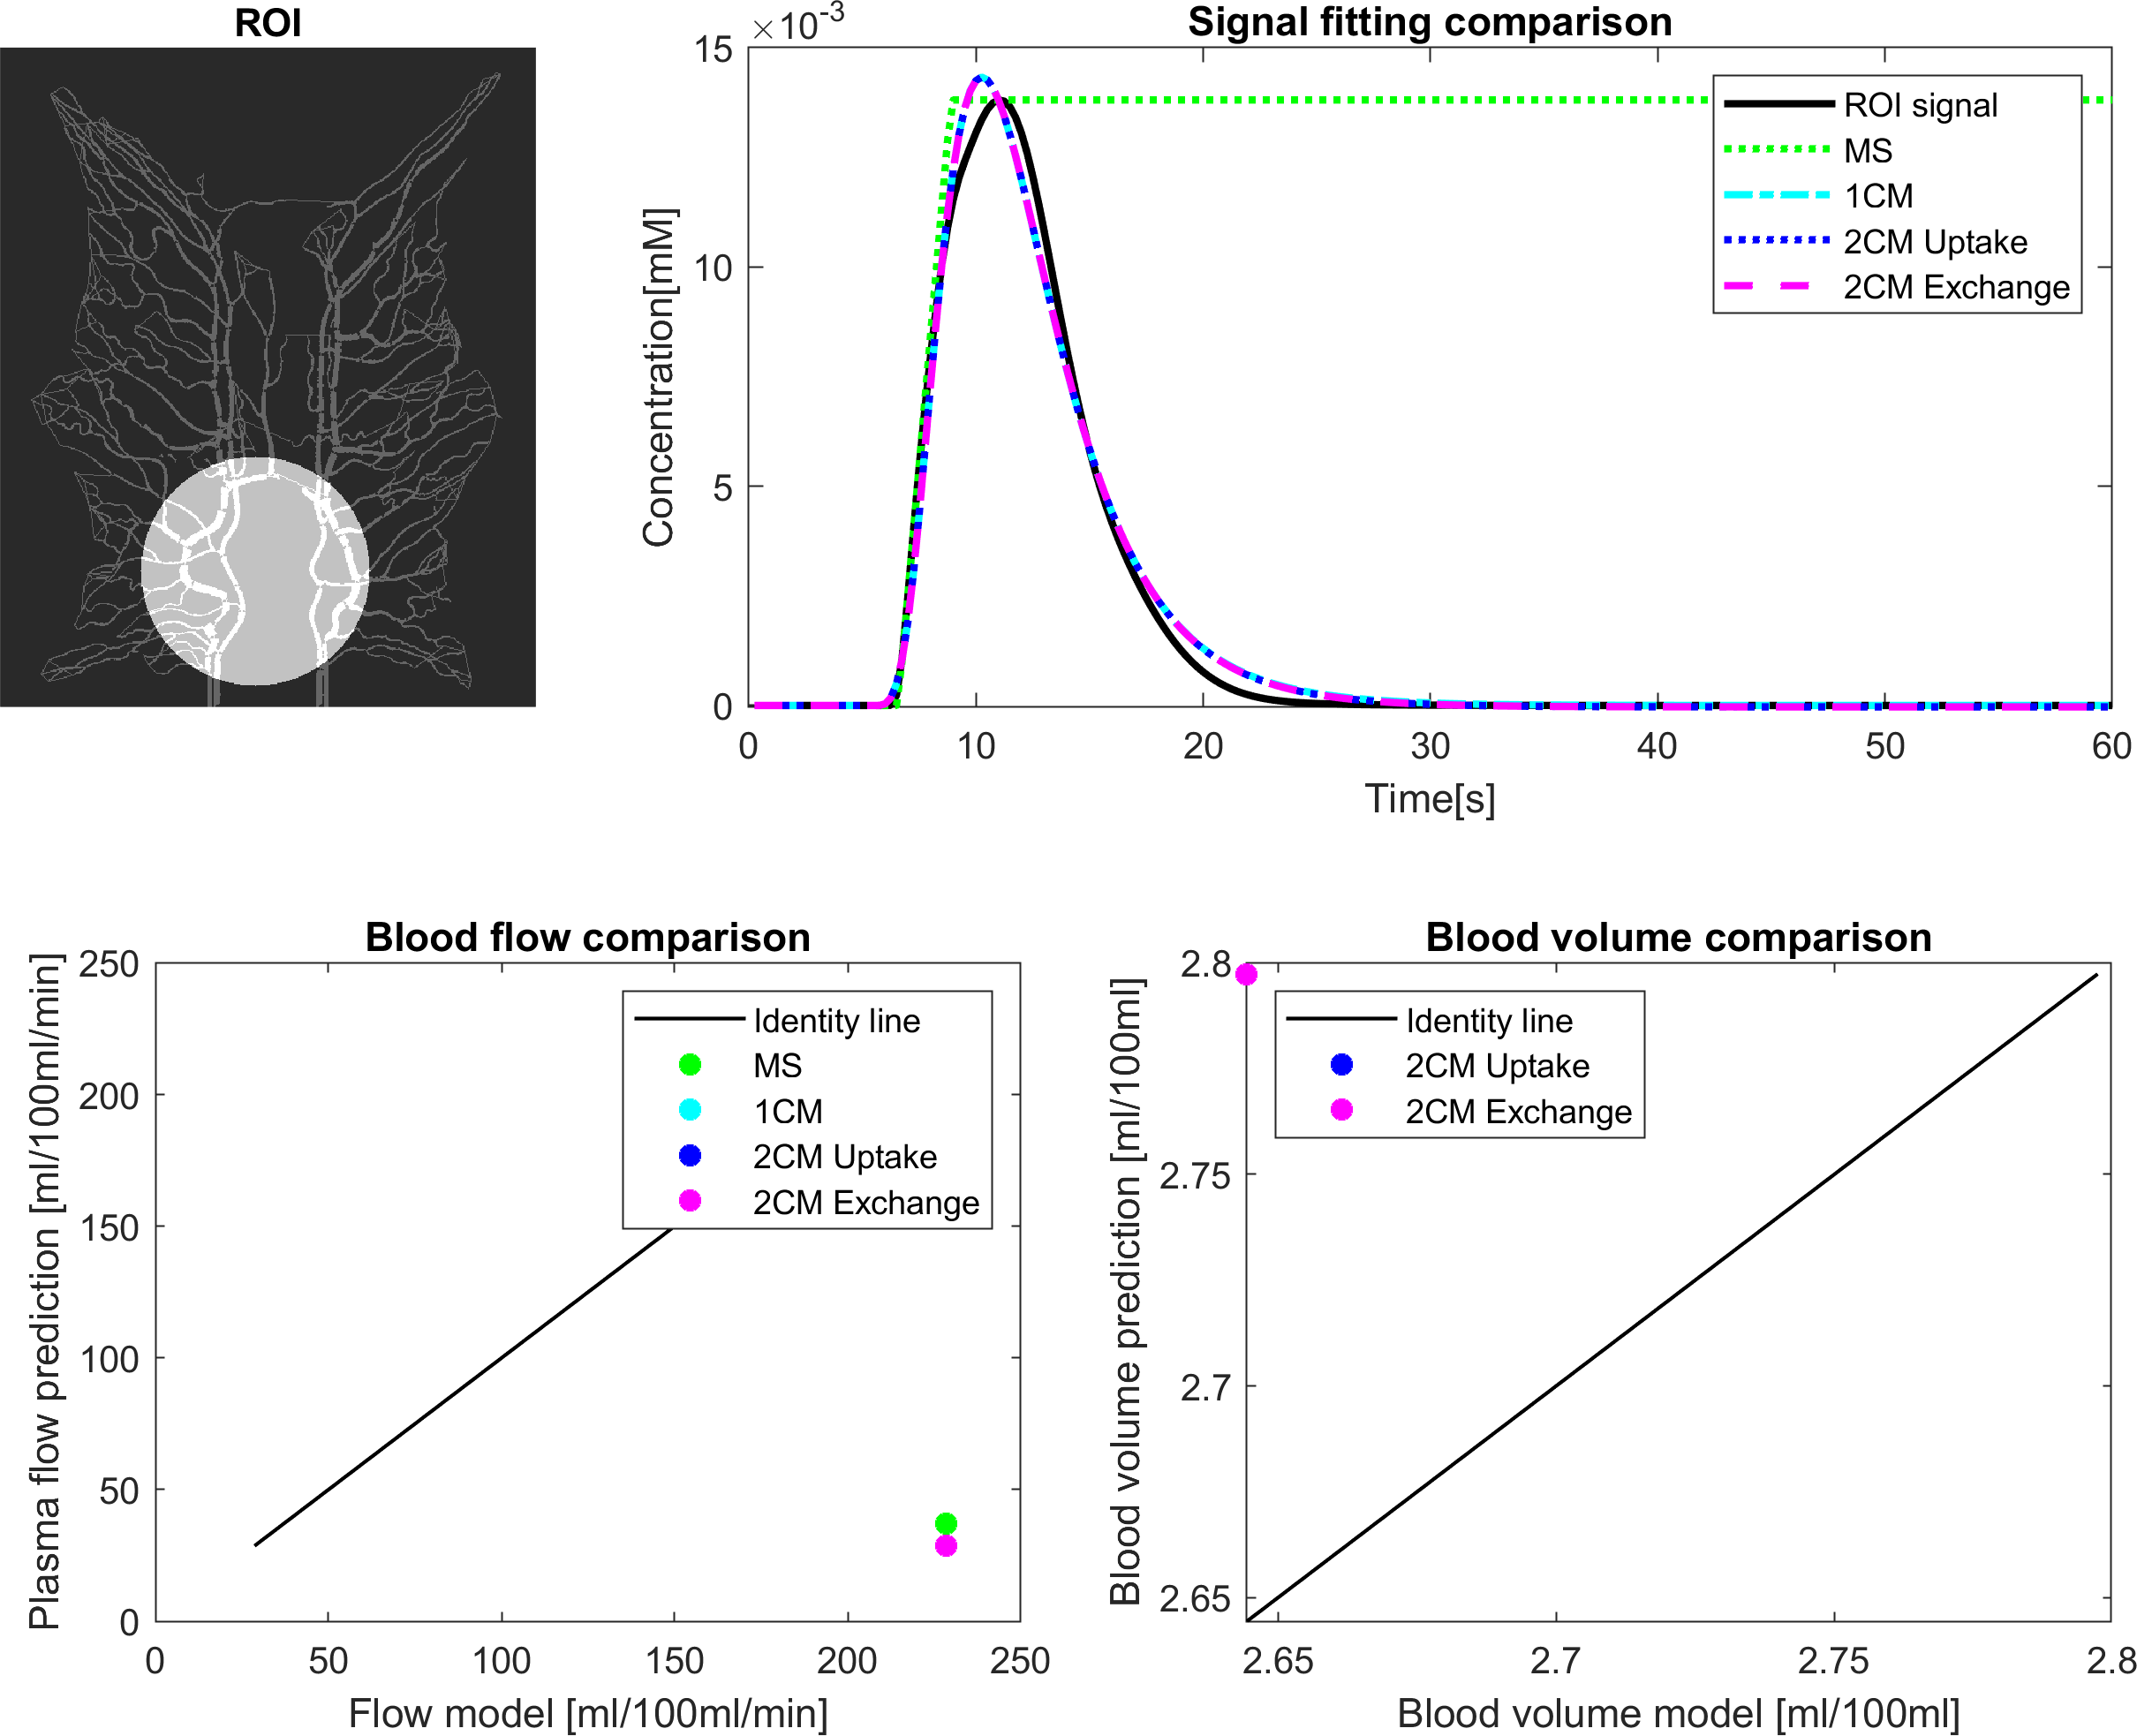 ROI
Signal fitting comparison
×10-3
15
10
5
0
Concentration[mM]
0 10 20 30 40 50 60
Time[s]
ROI signal
MS
1CM
2CM Uptake
2CM Exchange
Blood flow comparison
250
200
150
100
50
0
Plasma flow prediction [ml/100ml/min]
0 50 100 150 200 250
Flow model [ml/100ml/min]
Identity line
MS
1CM
2CM Uptake
2CM Exchange
Blood volume comparison
2.8
2.75
2.7
2.65
Blood volume prediction [ml/100ml]
2.65 2.7 2.75 2.8
Blood volume model [ml/100ml]
Identity line
2CM Uptake
2CM Exchange